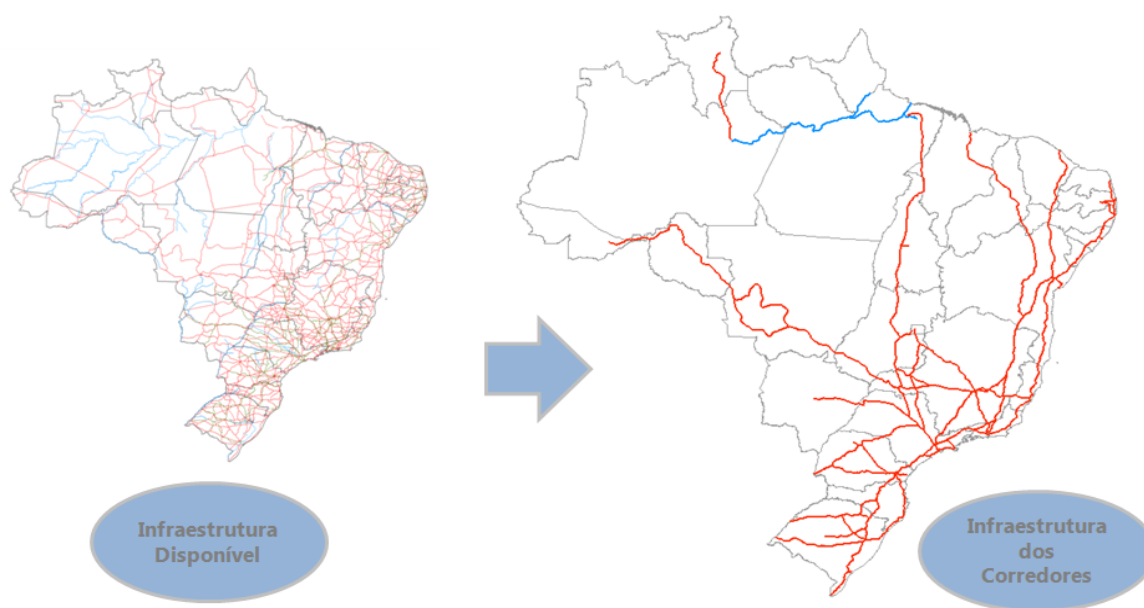 Infraestrutura
Disponível
Infraestrutura
dos
Corredores